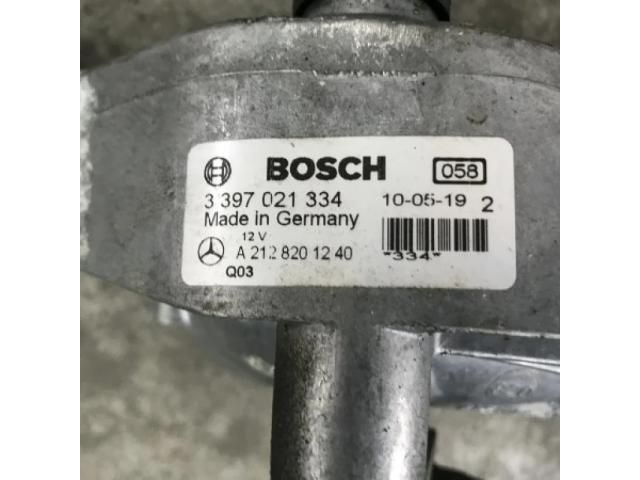 BOSCH 058
3 397 021 334 10-05-19 2
Made in Germany
12 V
A 212 820 12 40 *334*
Q03